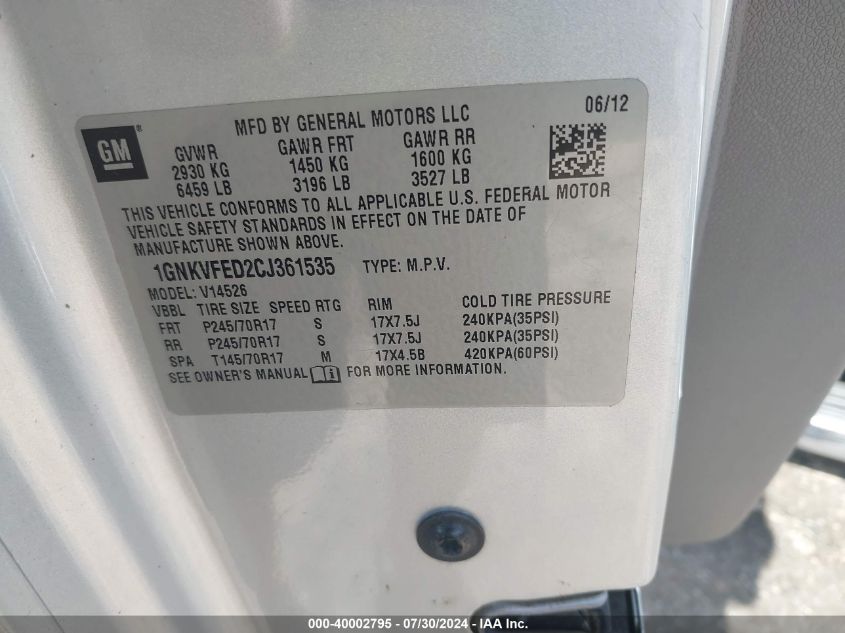 06/12
GM
MFD BY GENERAL MOTORS LLC
GVWR GAWR FRT GAWR RR
2930 KG 1450 KG 1600 KG
6459 LB 3196 LB 3527 LB
THIS VEHICLE CONFORMS TO ALL APPLICABLE U.S. FEDERAL MOTOR
VEHICLE SAFETY STANDARDS IN EFFECT ON THE DATE OF
MANUFACTURE SHOWN ABOVE.
1GNKVFED2CJ361535 TYPE: M.P.V.
MODEL: V14526
VBBL TIRE SIZE SPEED RTG RIM COLD TIRE PRESSURE
FRT P245/70R17 S 17X7.5J 240KPA(35PSI)
RR P245/70R17 S 17X7.5J 240KPA(35PSI)
SPA T145/70R17 M 17X4.5B 420KPA(60PSI)
SEE OWNER'S MANUAL i FOR MORE INFORMATION.
000-40002795 - 07/30/2024 - IAA Inc.